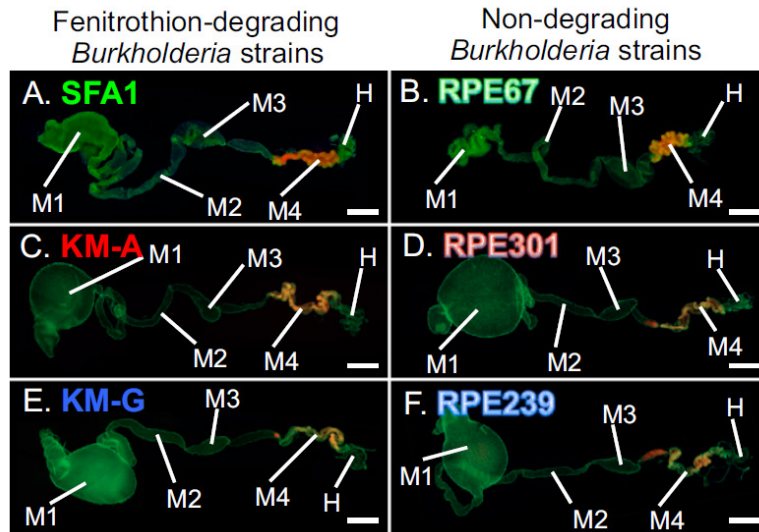 Fenitrothion-degrading
Burkholderia strains
Non-degrading
Burkholderia strains
A. SFA1
M3
H
M1
M2
M4
B. RPE67
M2
M3
H
M1
M4
C. KM-A
M1
M3
H
M2
M4
D. RPE301
M3
H
M1
M2
M4
E. KM-G
M3
M1
M2
M4
H
F. RPE239
M3
H
M1
M2
M4